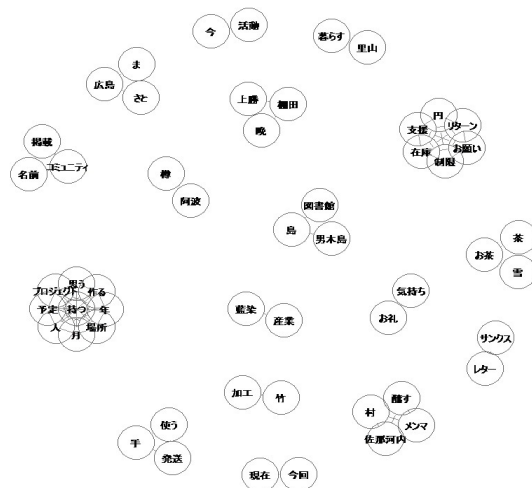 今
活動
暮らす
里山
ま
広島
さと
上勝
棚田
晩
円
支援
リターン
在庫
お願い
制限
掲載
名前
コミュニティ
樽
阿波
図書館
島
男木島
茶
お茶
雪
思う
プロジェクト
作る
予定
持つ
年
人
場所
月
藍染
産業
気持ち
お礼
サンクス
レター
加工
竹
村
醸す
メンマ
佐那河内
使う
手
発送
現在
今回